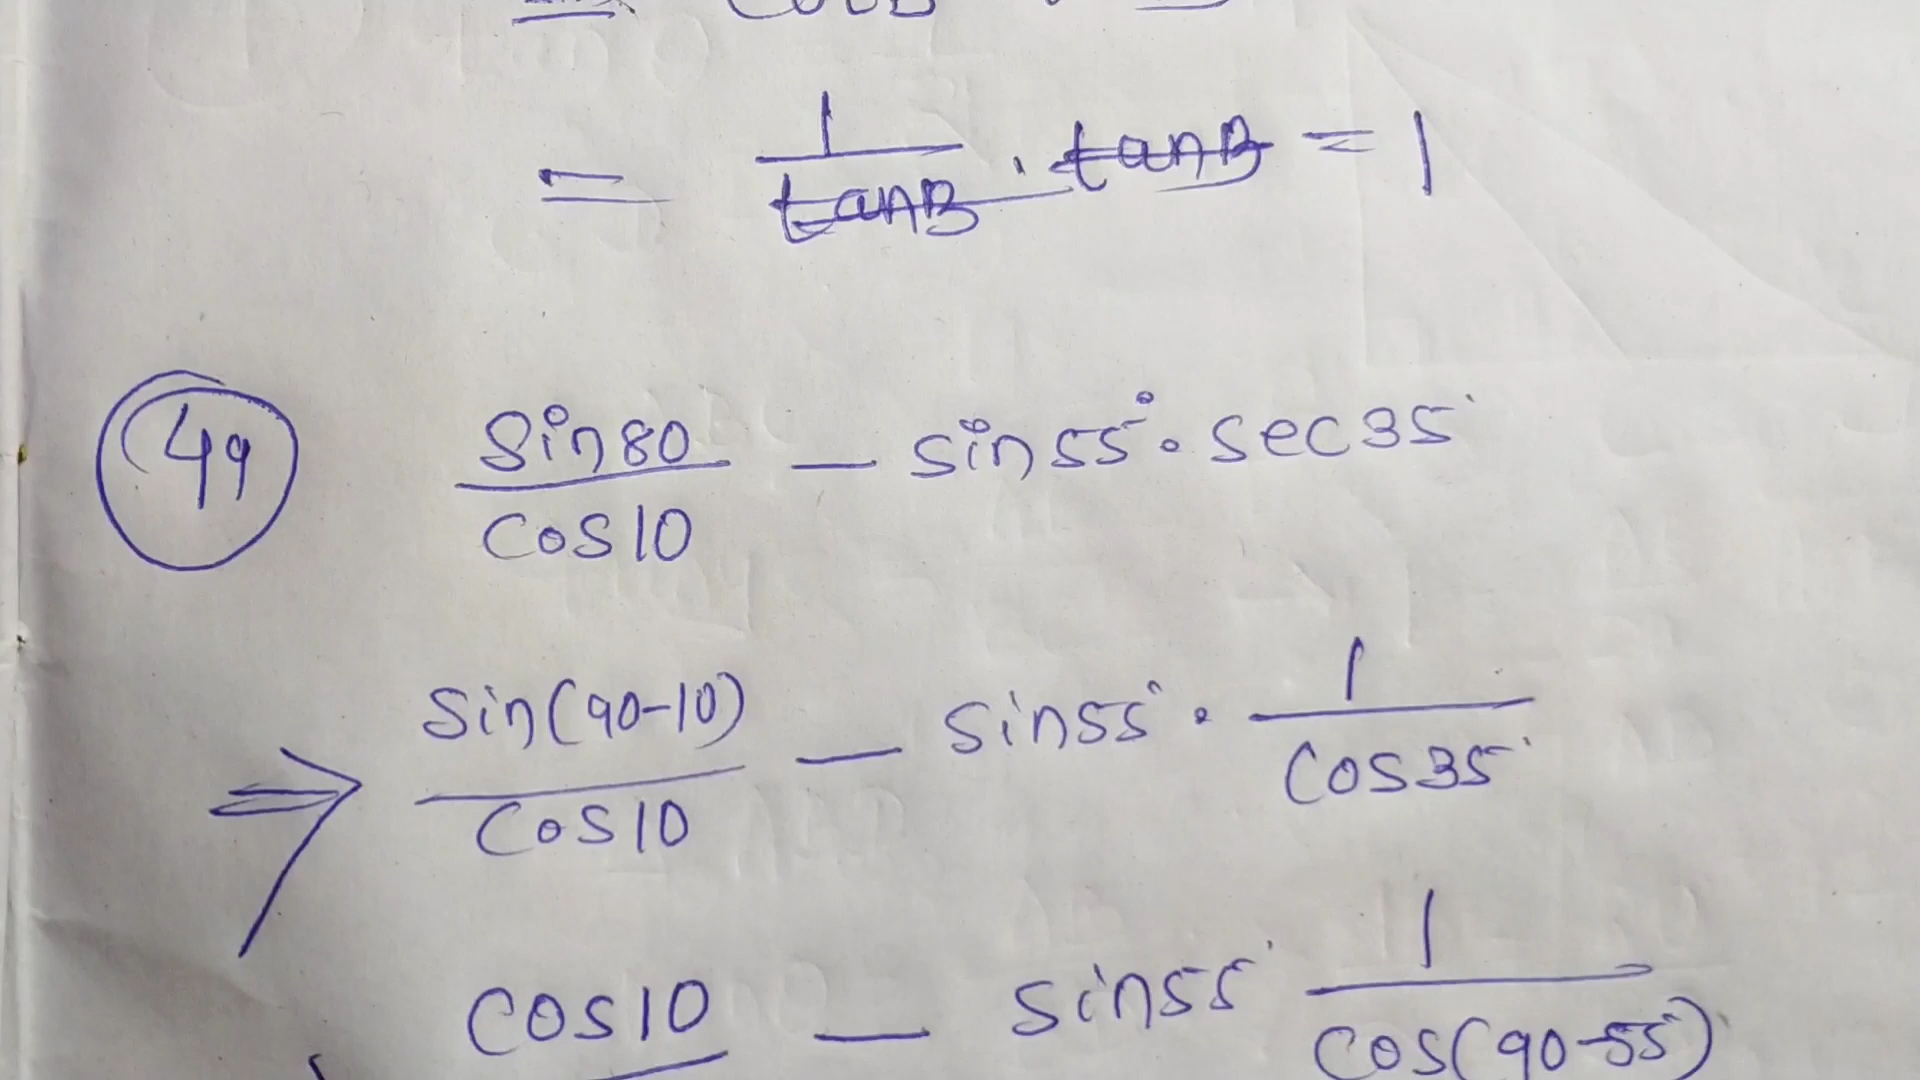 = 1/tanB . tanB = 1
49 Sin80/Cos10 - sin55° . Sec35°
⇒ Sin(90-10)/Cos10 - Sin55° . 1/Cos35°
Cos10 - Sin55° 1/Cos(90-55)